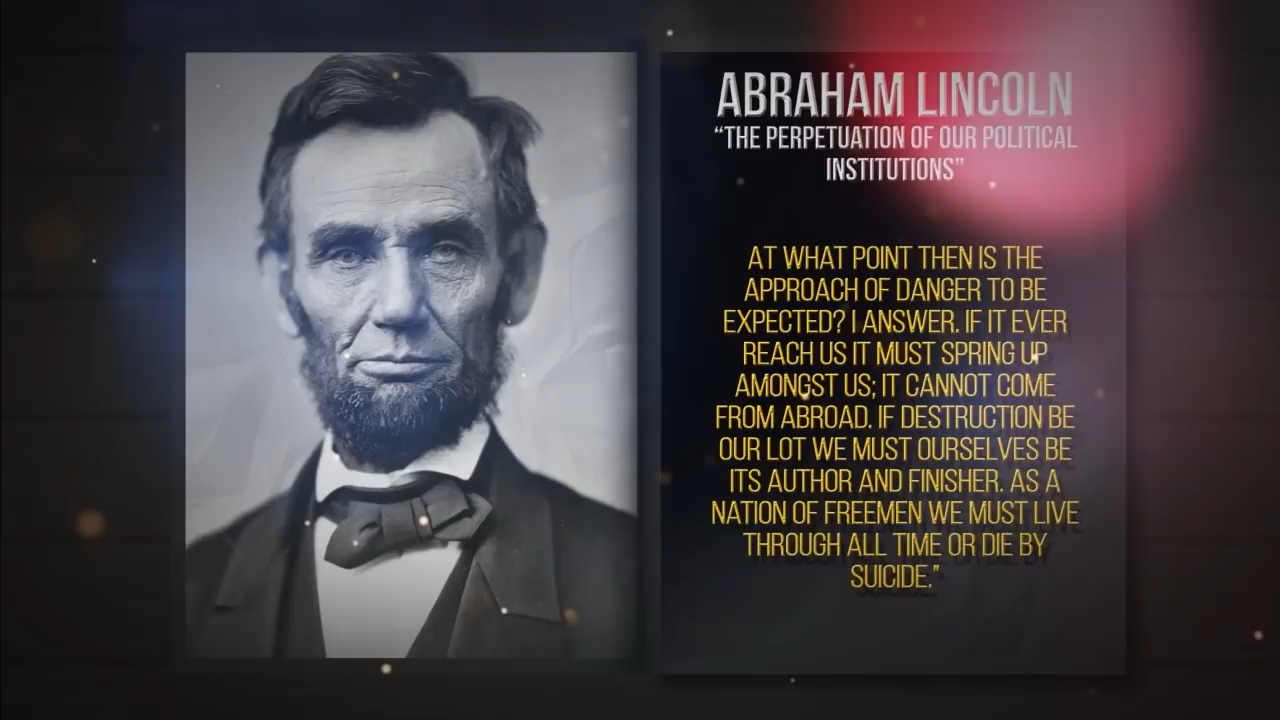 ABRAHAM LINCOLN
“THE PERPETUATION OF OUR POLITICAL
INSTITUTIONS”
AT WHAT POINT THEN IS THE
APPROACH OF DANGER TO BE
EXPECTED? I ANSWER. IF IT EVER
REACH US IT MUST SPRING UP
AMONGST US; IT CANNOT COME
FROM ABROAD. IF DESTRUCTION BE
OUR LOT WE MUST OURSELVES BE
ITS AUTHOR AND FINISHER. AS A
NATION OF FREEMEN WE MUST LIVE
THROUGH ALL TIME OR DIE BY
SUICIDE.”